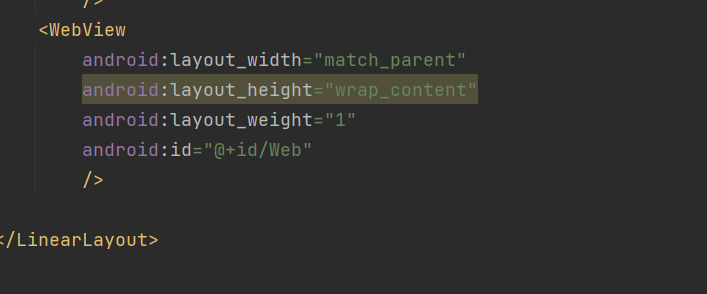 />
<WebView
android:layout_width="match_parent"
android:layout_height="wrap_content"
android:layout_weight="1"
android:id="@+id/Web"
/>
</LinearLayout>